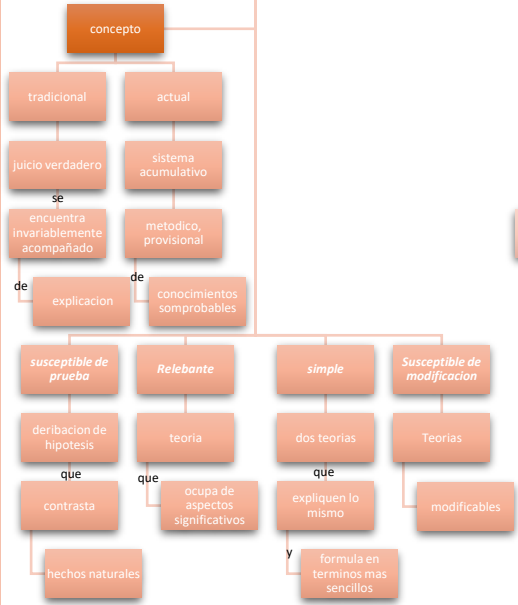 concepto
tradicional
actual
juicio verdadero
sistema
acumulativo
se
encuentra
invariablemente
acompañado
metodico,
provisional
de
explicacion
de
conocimientos
somprobables
susceptible de
prueba
Relebante
simple
Susceptible de
modificacion
deribacion de
hipotesis
teoria
dos teorias
Teorias
que
contrasta
que
ocupa de
aspectos
significativos
que
expliquen lo
mismo
modificables
hechos naturales
y
formula en
terminos mas
sencillos